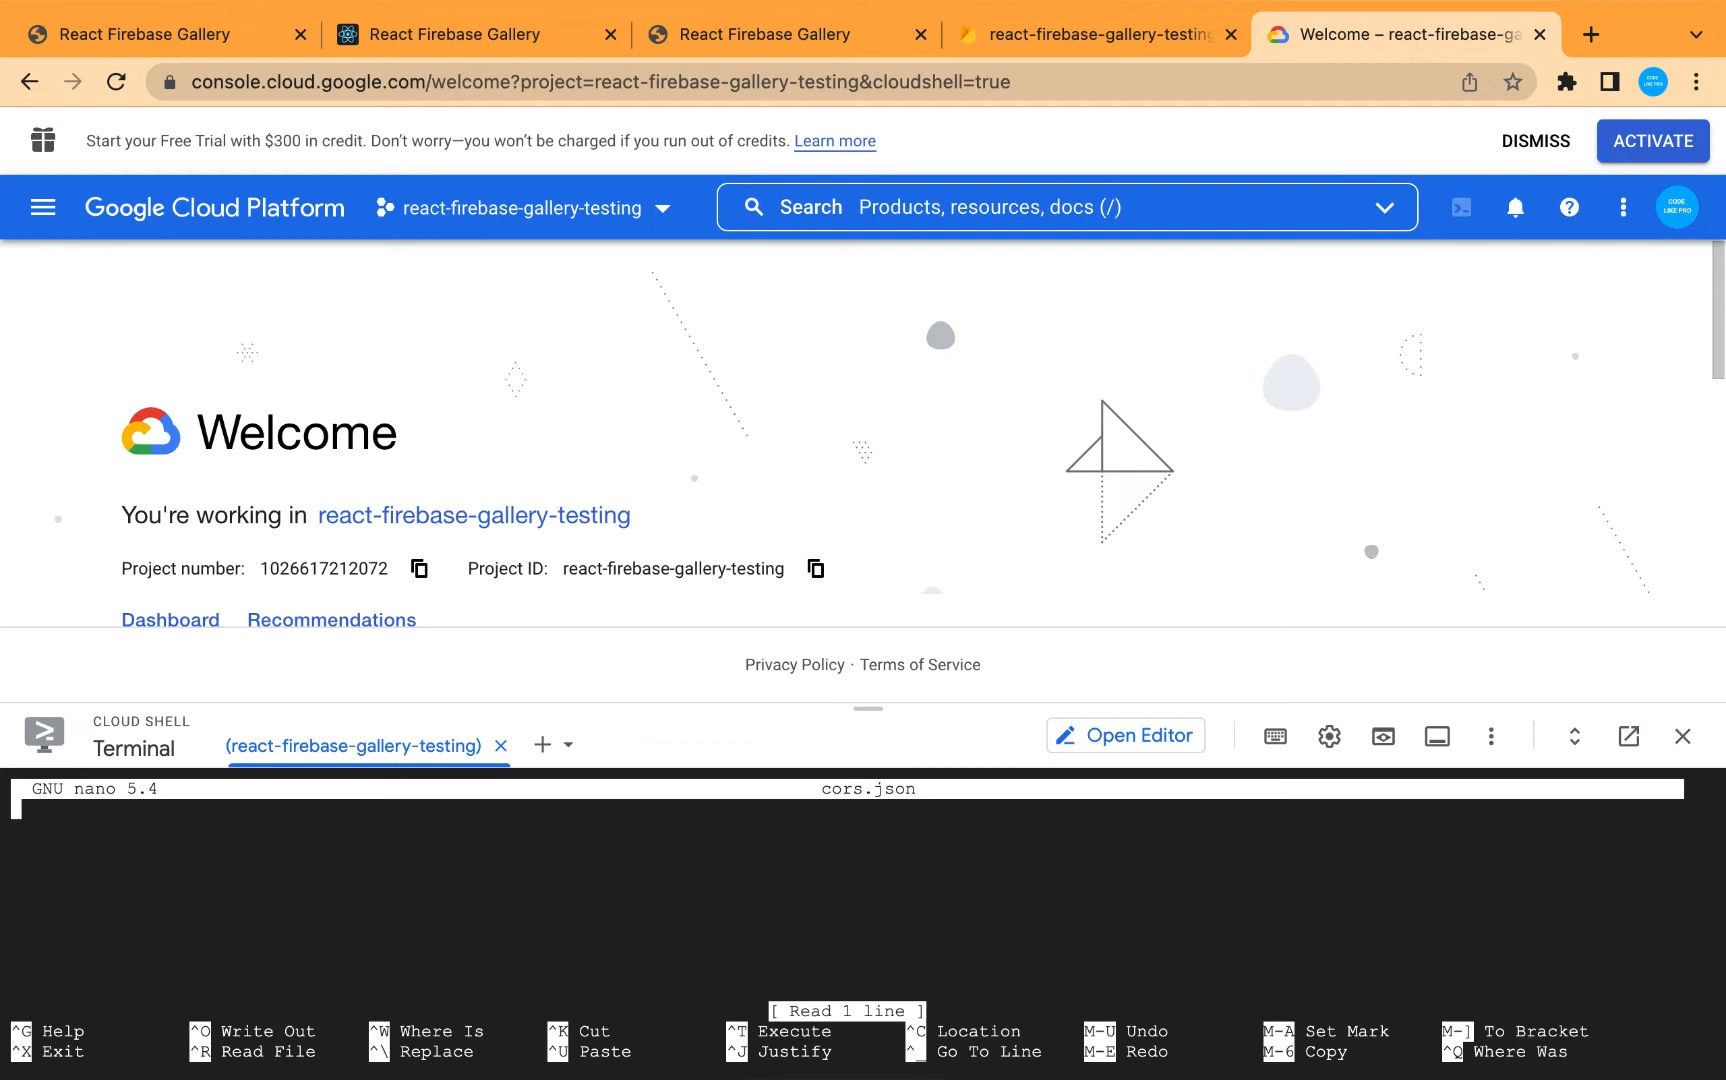 React Firebase Gallery
React Firebase Gallery
React Firebase Gallery
react-firebase-gallery-testing
Welcome – react-firebase-ga
console.cloud.google.com/welcome?project=react-firebase-gallery-testing&cloudshell=true
CODE
LIKE PRO
Start your Free Trial with $300 in credit. Don't worry—you won't be charged if you run out of credits. Learn more
DISMISS
ACTIVATE
Google Cloud Platform
react-firebase-gallery-testing
Search Products, resources, docs (/)
CODE
LIKE PRO
Welcome
You're working in react-firebase-gallery-testing
Project number: 1026617212072
Project ID: react-firebase-gallery-testing
Dashboard
Recommendations
Privacy Policy · Terms of Service
CLOUD SHELL
Terminal
(react-firebase-gallery-testing)
Open Editor
GNU nano 5.4 cors.json
[ Read 1 line ]
^G Help ^O Write Out ^W Where Is ^K Cut ^T Execute ^C Location M-U Undo M-A Set Mark M-] To Bracket
^X Exit ^R Read File ^\ Replace ^U Paste ^J Justify ^_ Go To Line M-E Redo M-6 Copy ^Q Where Was